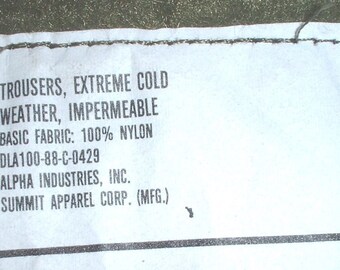 TROUSERS, EXTREME COLD
WEATHER, IMPERMEABLE
BASIC FABRIC: 100% NYLON
DLA100-88-C-0429
ALPHA INDUSTRIES, INC.
SUMMIT APPAREL CORP. (MFG.)